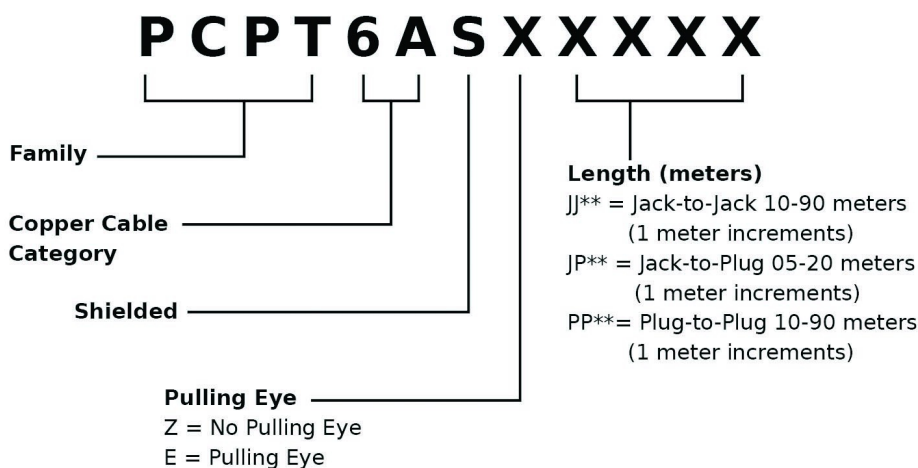 PCPT6ASXXXXX
Family
Copper Cable
Category
Shielded
Pulling Eye
Z = No Pulling Eye
E = Pulling Eye
Length (meters)
JJ** = Jack-to-Jack 10-90 meters
(1 meter increments)
JP** = Jack-to-Plug 05-20 meters
(1 meter increments)
PP**= Plug-to-Plug 10-90 meters
(1 meter increments)